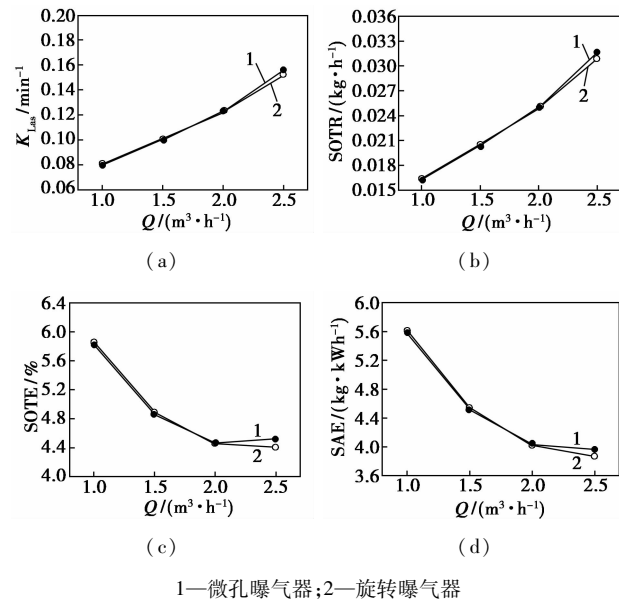 0.20
0.16
0.12
0.08
0.06
K_Las/min⁻¹
1
2
1.0 1.5 2.0 2.5
Q/(m³·h⁻¹)
(a)
0.036
0.033
0.030
0.027
0.024
0.021
0.018
0.015
SOTR/(kg·h⁻¹)
1
2
1.0 1.5 2.0 2.5
Q/(m³·h⁻¹)
(b)
6.4
6.0
5.6
5.2
4.8
4.4
4.0
SOTE/%
1
2
1.0 1.5 2.0 2.5
Q/(m³·h⁻¹)
(c)
6.0
5.6
5.2
4.8
4.4
4.0
3.6
SAE/(kg·kWh⁻¹)
1
2
1.0 1.5 2.0 2.5
Q/(m³·h⁻¹)
(d)
1—微孔曝气器;2—旋转曝气器